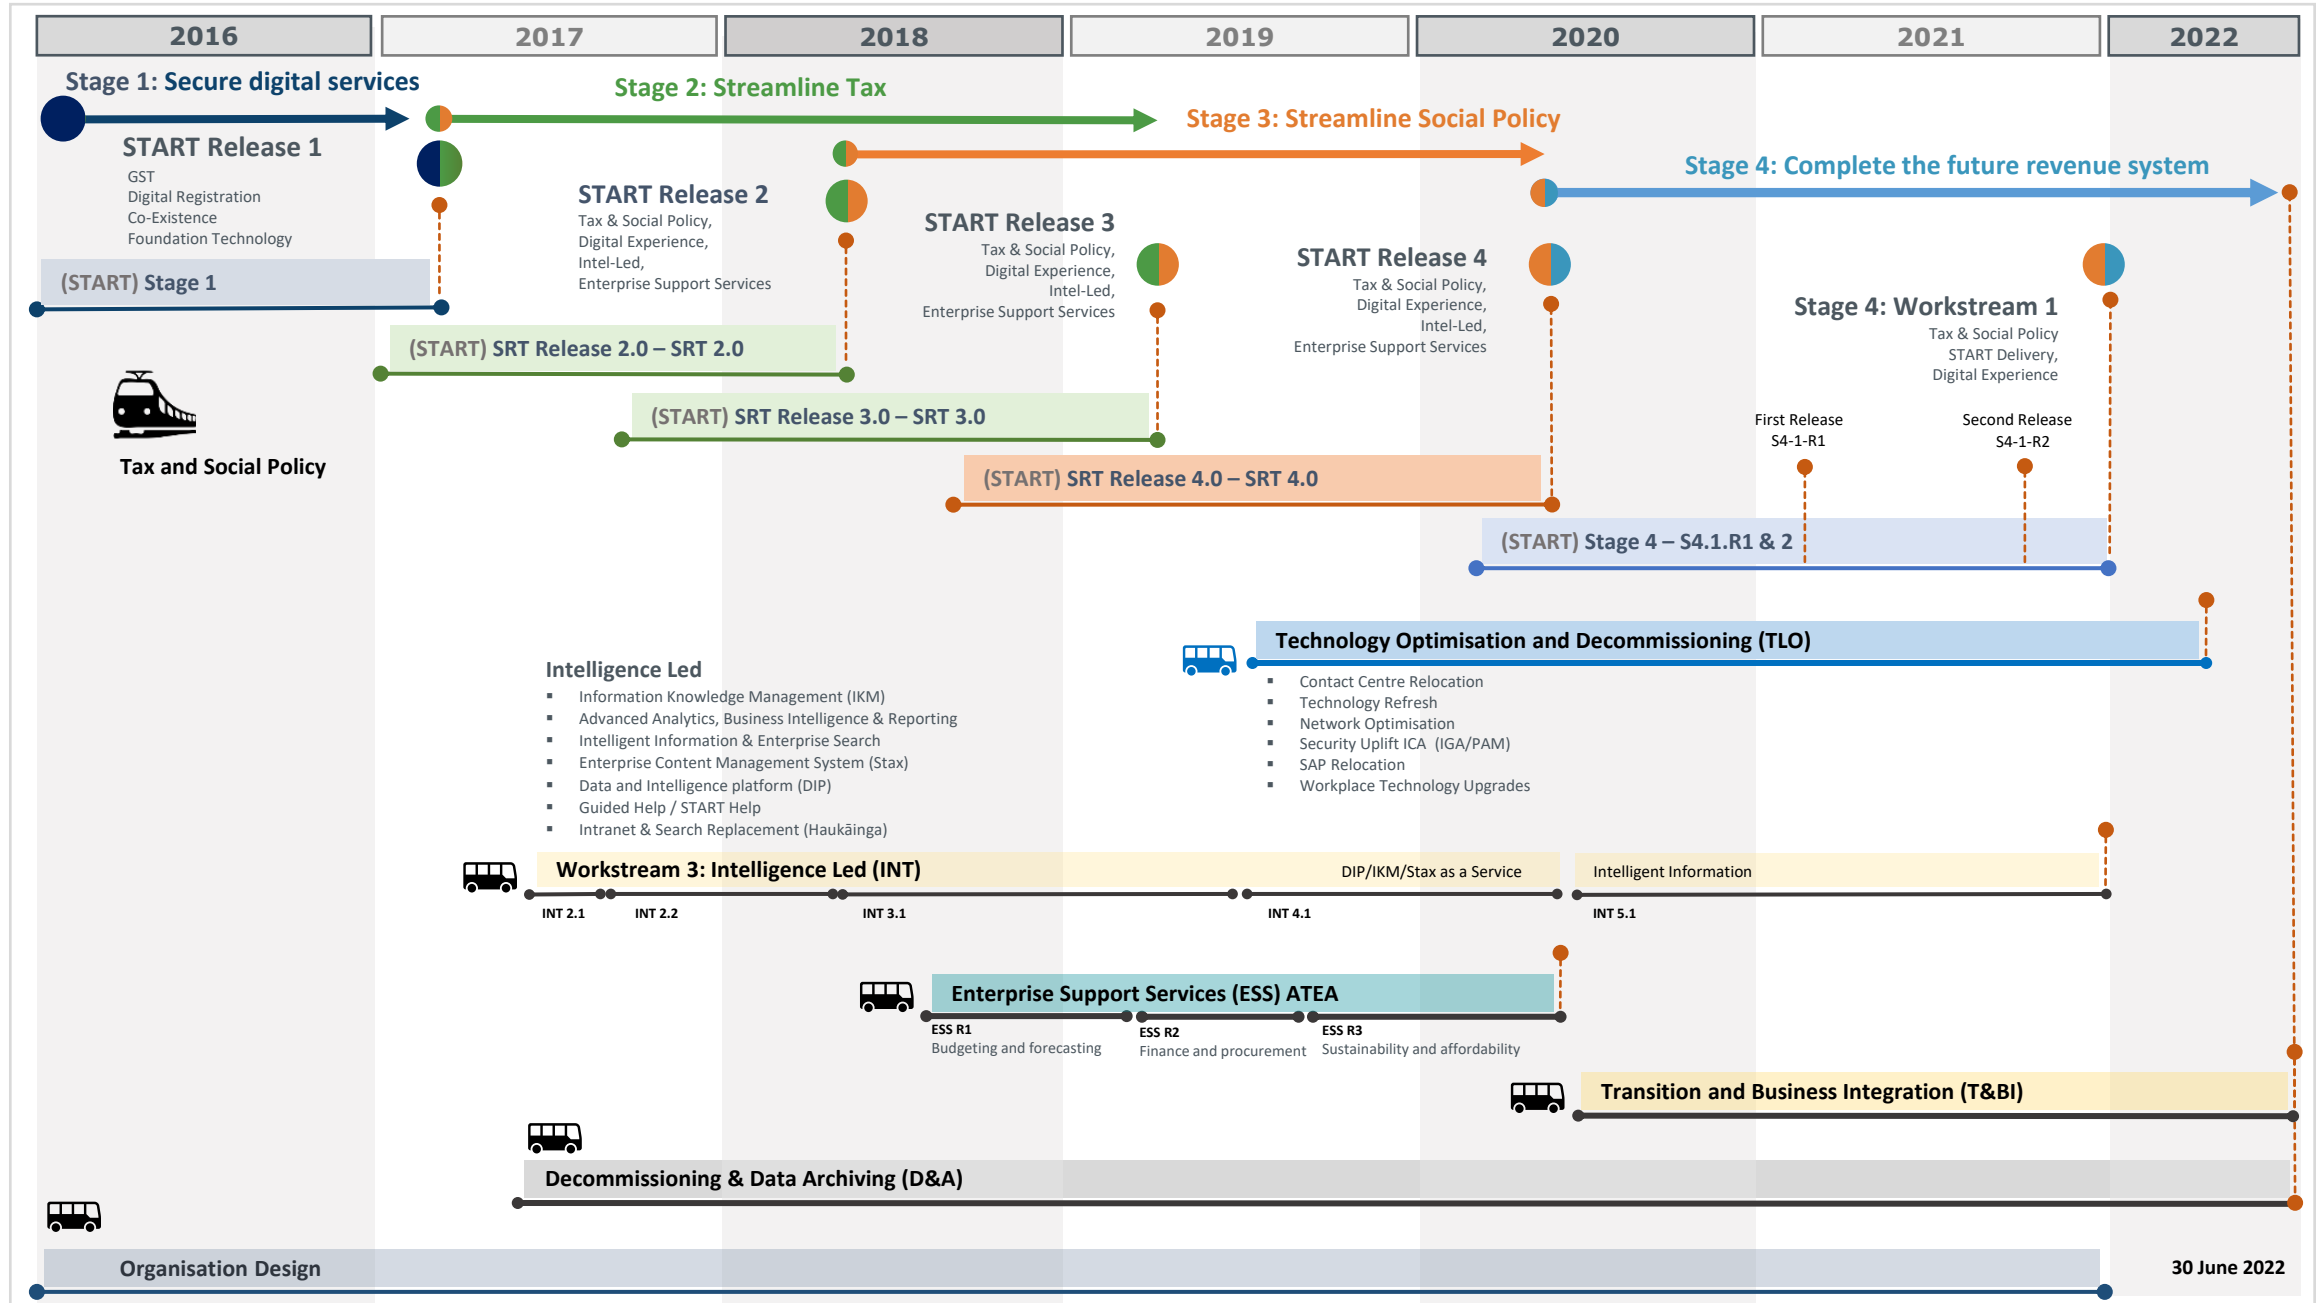 2016
2017
2018
2019
2020
2021
2022
Stage 1: Secure digital services
Stage 2: Streamline Tax
Stage 3: Streamline Social Policy
Stage 4: Complete the future revenue system
START Release 1
GST
Digital Registration
Co-Existence
Foundation Technology
START Release 2
Tax & Social Policy,
Digital Experience,
Intel-Led,
Enterprise Support Services
START Release 3
Tax & Social Policy,
Digital Experience,
Intel-Led,
Enterprise Support Services
START Release 4
Tax & Social Policy,
Digital Experience,
Intel-Led,
Enterprise Support Services
Stage 4: Workstream 1
Tax & Social Policy
START Delivery,
Digital Experience
(START) Stage 1
(START) SRT Release 2.0 – SRT 2.0
(START) SRT Release 3.0 – SRT 3.0
First Release
S4-1-R1
Second Release
S4-1-R2
Tax and Social Policy
(START) SRT Release 4.0 – SRT 4.0
(START) Stage 4 – S4.1.R1 & 2
Technology Optimisation and Decommissioning (TLO)
▪ Contact Centre Relocation
▪ Technology Refresh
▪ Network Optimisation
▪ Security Uplift ICA (IGA/PAM)
▪ SAP Relocation
▪ Workplace Technology Upgrades
Intelligence Led
▪ Information Knowledge Management (IKM)
▪ Advanced Analytics, Business Intelligence & Reporting
▪ Intelligent Information & Enterprise Search
▪ Enterprise Content Management System (Stax)
▪ Data and Intelligence platform (DIP)
▪ Guided Help / START Help
▪ Intranet & Search Replacement (Haukāinga)
Workstream 3: Intelligence Led (INT)
DIP/IKM/Stax as a Service
Intelligent Information
INT 2.1
INT 2.2
INT 3.1
INT 4.1
INT 5.1
Enterprise Support Services (ESS) ATEA
ESS R1
Budgeting and forecasting
ESS R2
Finance and procurement
ESS R3
Sustainability and affordability
Transition and Business Integration (T&BI)
Decommissioning & Data Archiving (D&A)
Organisation Design
30 June 2022